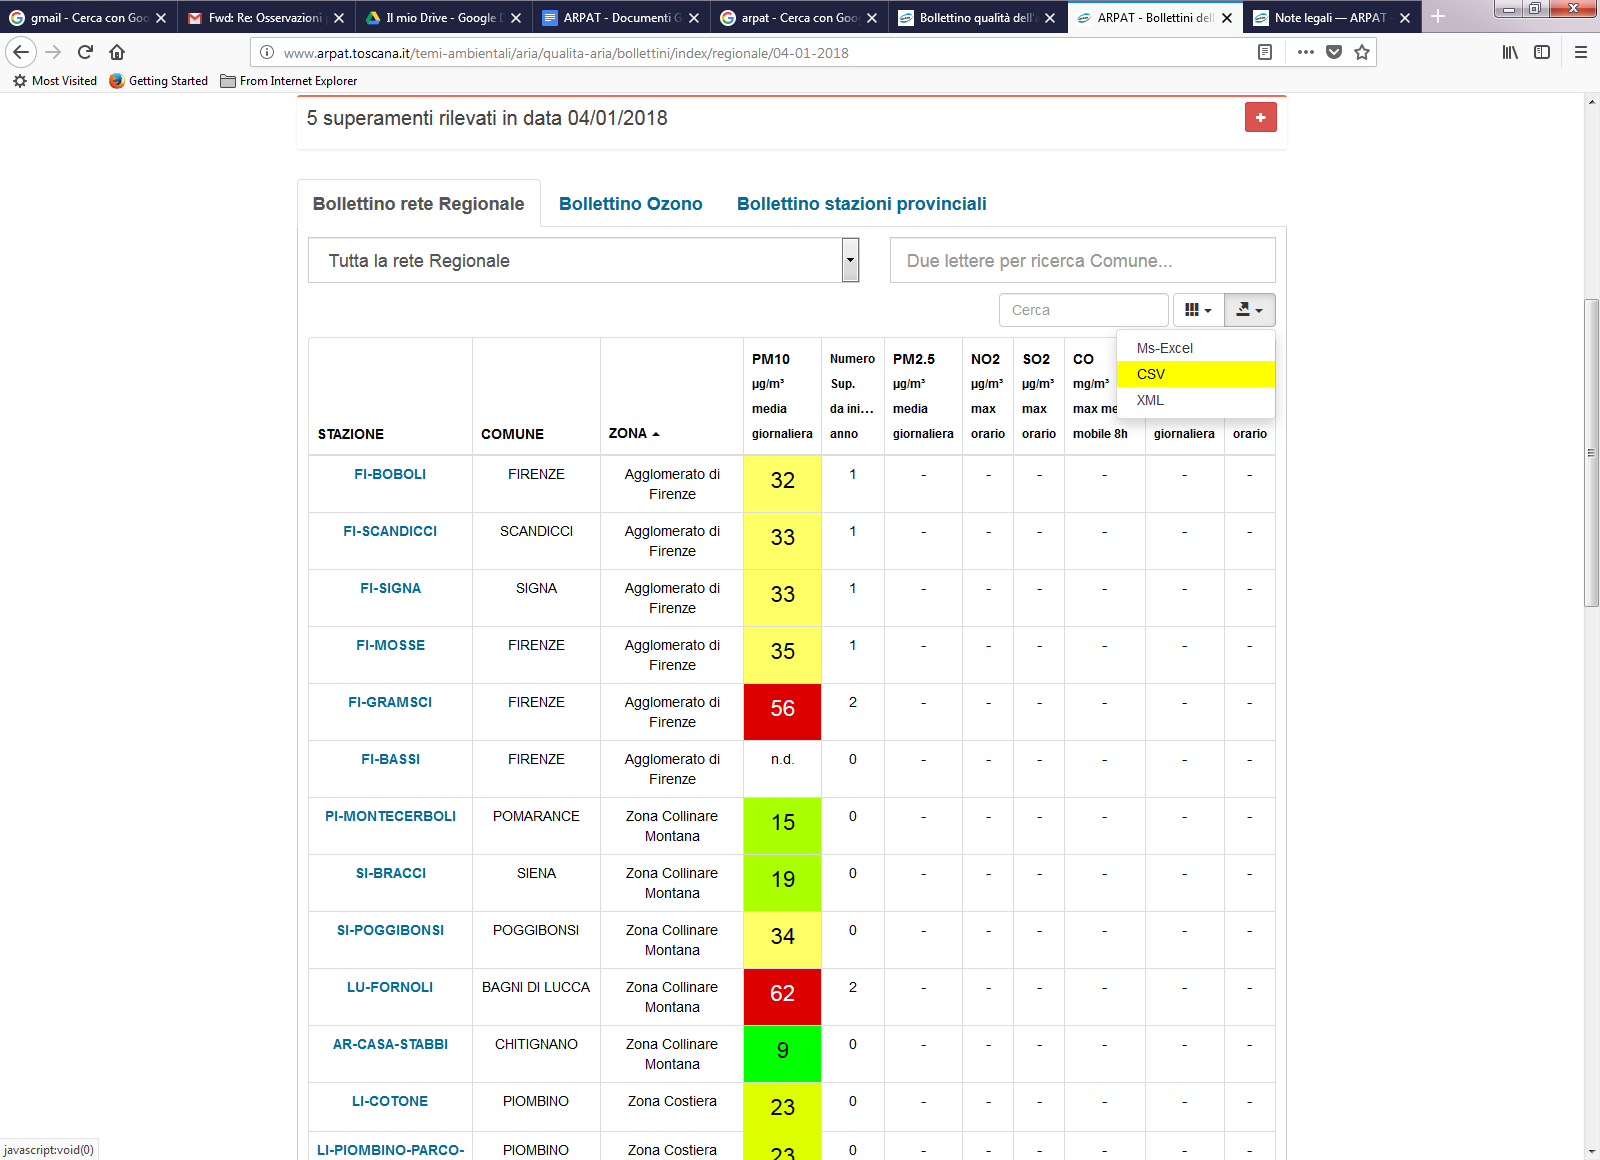 gmail - Cerca con Goo
Fwd: Re: Osservazioni
Il mio Drive - Google D
ARPAT - Documenti G
arpat - Cerca con Goo
Bollettino qualità dell'a
ARPAT - Bollettini del
Note legali — ARPAT
www.arpat.toscana.it/temi-ambientali/aria/qualita-aria/bollettini/index/regionale/04-01-2018
Most Visited
Getting Started
From Internet Explorer
5 superamenti rilevati in data 04/01/2018
Bollettino rete Regionale
Bollettino Ozono
Bollettino stazioni provinciali
Tutta la rete Regionale
Due lettere per ricerca Comune...
Cerca
Ms-Excel
CSV
XML
STAZIONE
COMUNE
ZONA
PM10
µg/m³
media
giornaliera
Numero
Sup.
da ini...
anno
PM2.5
µg/m³
media
giornaliera
NO2
µg/m³
max
orario
SO2
µg/m³
max
orario
CO
mg/m³
max me
mobile 8h
giornaliera
orario
FI-BOBOLI FIRENZE Agglomerato di 32 1 - - - - - -
Firenze
FI-SCANDICCI SCANDICCI Agglomerato di 33 1 - - - - - -
Firenze
FI-SIGNA SIGNA Agglomerato di 33 1 - - - - - -
Firenze
FI-MOSSE FIRENZE Agglomerato di 35 1 - - - - - -
Firenze
FI-GRAMSCI FIRENZE Agglomerato di 56 2 - - - - - -
Firenze
FI-BASSI FIRENZE Agglomerato di n.d. 0 - - - - - -
Firenze
PI-MONTECERBOLI POMARANCE Zona Collinare 15 0 - - - - - -
Montana
SI-BRACCI SIENA Zona Collinare 19 0 - - - - - -
Montana
SI-POGGIBONSI POGGIBONSI Zona Collinare 34 0 - - - - - -
Montana
LU-FORNOLI BAGNI DI LUCCA Zona Collinare 62 2 - - - - - -
Montana
AR-CASA-STABBI CHITIGNANO Zona Collinare 9 0 - - - - - -
Montana
LI-COTONE PIOMBINO Zona Costiera 23 0 - - - - - -
LI-PIOMBINO-PARCO- PIOMBINO Zona Costiera 23 0 - - - - - -
javascript:void(0)